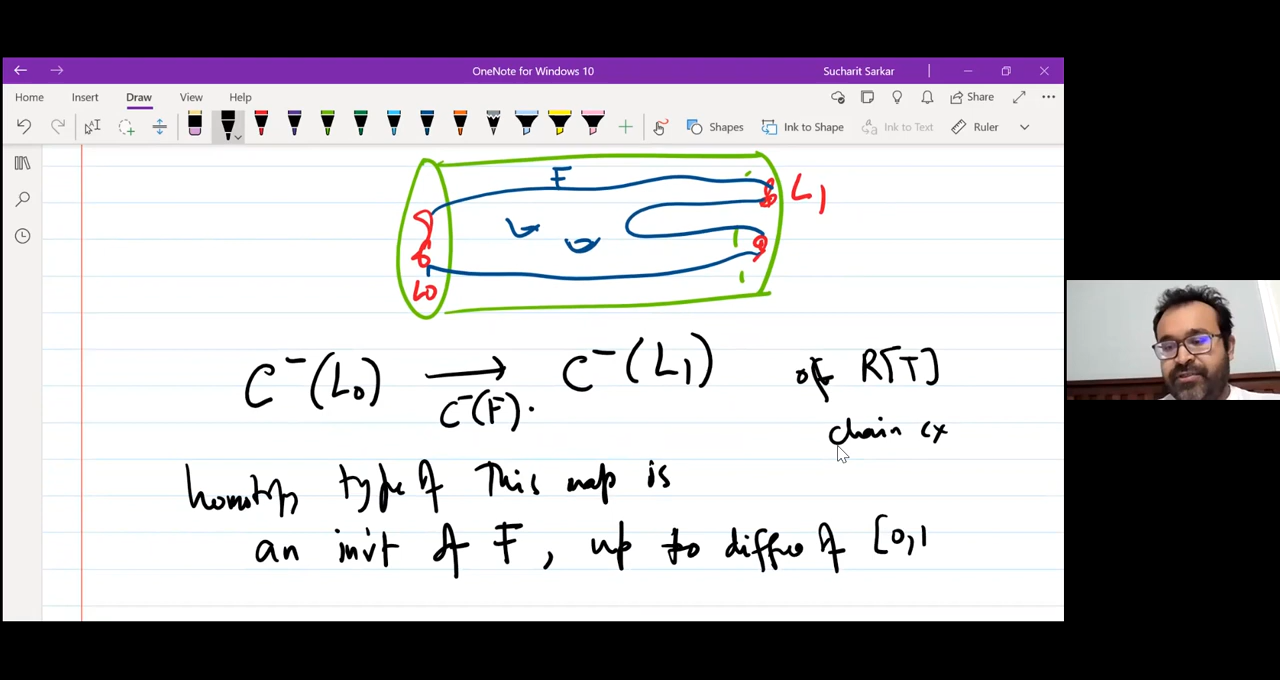 OneNote for Windows 10
Sucharit Sarkar
Home Insert Draw View Help
Share
Shapes Ink to Shape Ink to Text Ruler
F
L1
L0
C⁻(L0) → C⁻(L1) of R[T]
C⁻(F). chain cx
homotopy type of this map is
an inv't of F, up to diffeo of [0,1